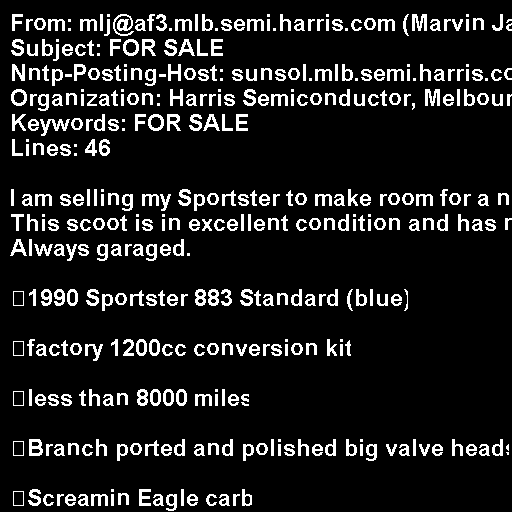 From: mlj@af3.mlb.semi.harris.com (Marvin Ja
Subject: FOR SALE
Nntp-Posting-Host: sunsol.mlb.semi.harris.co
Organization: Harris Semiconductor, Melbour
Keywords: FOR SALE
Lines: 46
I am selling my Sportster to make room for a n
This scoot is in excellent condition and has
Always garaged.
1990 Sportster 883 Standard (blue)
factory 1200cc conversion kit
less than 8000 miles
Branch ported and polished big valve heads
Screamin Eagle carb